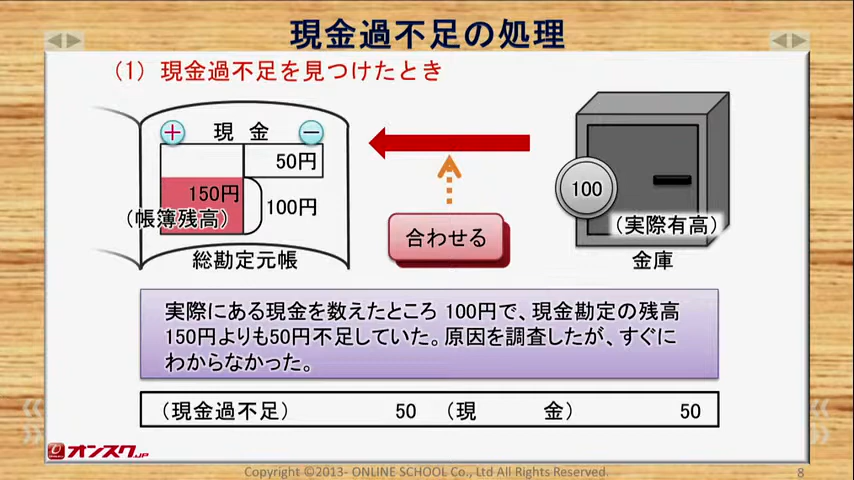 現金過不足の処理
（1） 現金過不足を見つけたとき
＋ 現 金 －
50円
150円
（帳簿残高）
100円
総勘定元帳
合わせる
100
（実際有高）
金庫
実際にある現金を数えたところ 100円で、現金勘定の残高
150円よりも50円不足していた。原因を調査したが、すぐに
わからなかった。
（現金過不足） 50 （現 金） 50
オンスク.JP
Copyright ©2013- ONLINE SCHOOL Co., Ltd All Rights Reserved.
8